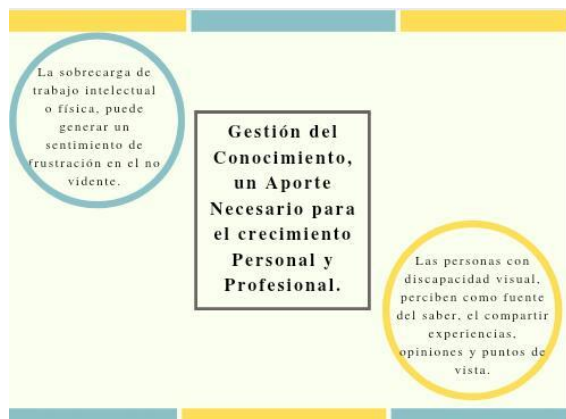 La sobrecarga de
trabajo intelectual
o física, puede
generar un
sentimiento de
frustración en el no
vidente.
Gestión del
Conocimiento,
un Aporte
Necesario para
el crecimiento
Personal y
Profesional.
Las personas con
discapacidad visual,
perciben como fuente
del saber, el compartir
experiencias,
opiniones y puntos de
vista.